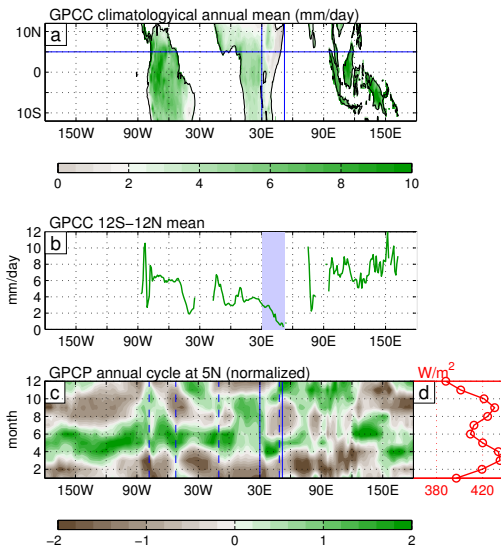 GPCC climatologyical annual mean (mm/day)
a
10N
0
10S
150W 90W 30W 30E 90E 150E
0 2 4 6 8 10
GPCC 12S−12N mean
b
mm/day
12
10
8
6
4
2
0
150W 90W 30W 30E 90E 150E
GPCP annual cycle at 5N (normalized)
W/m²
c
d
month
12
10
8
6
4
2
150W 90W 30W 30E 90E 150E
380 420
−2 −1 0 1 2